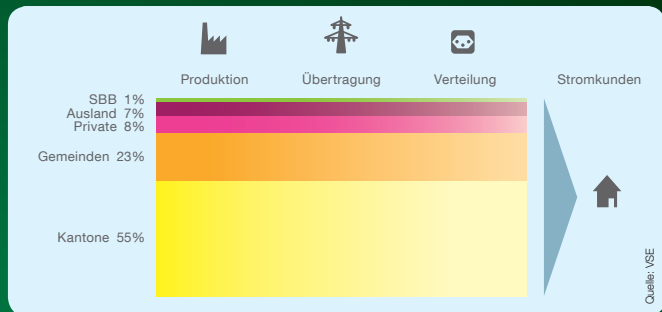 Produktion Übertragung Verteilung Stromkunden
SBB 1%
Ausland 7%
Private 8%
Gemeinden 23%
Kantone 55%
Quelle: VSE